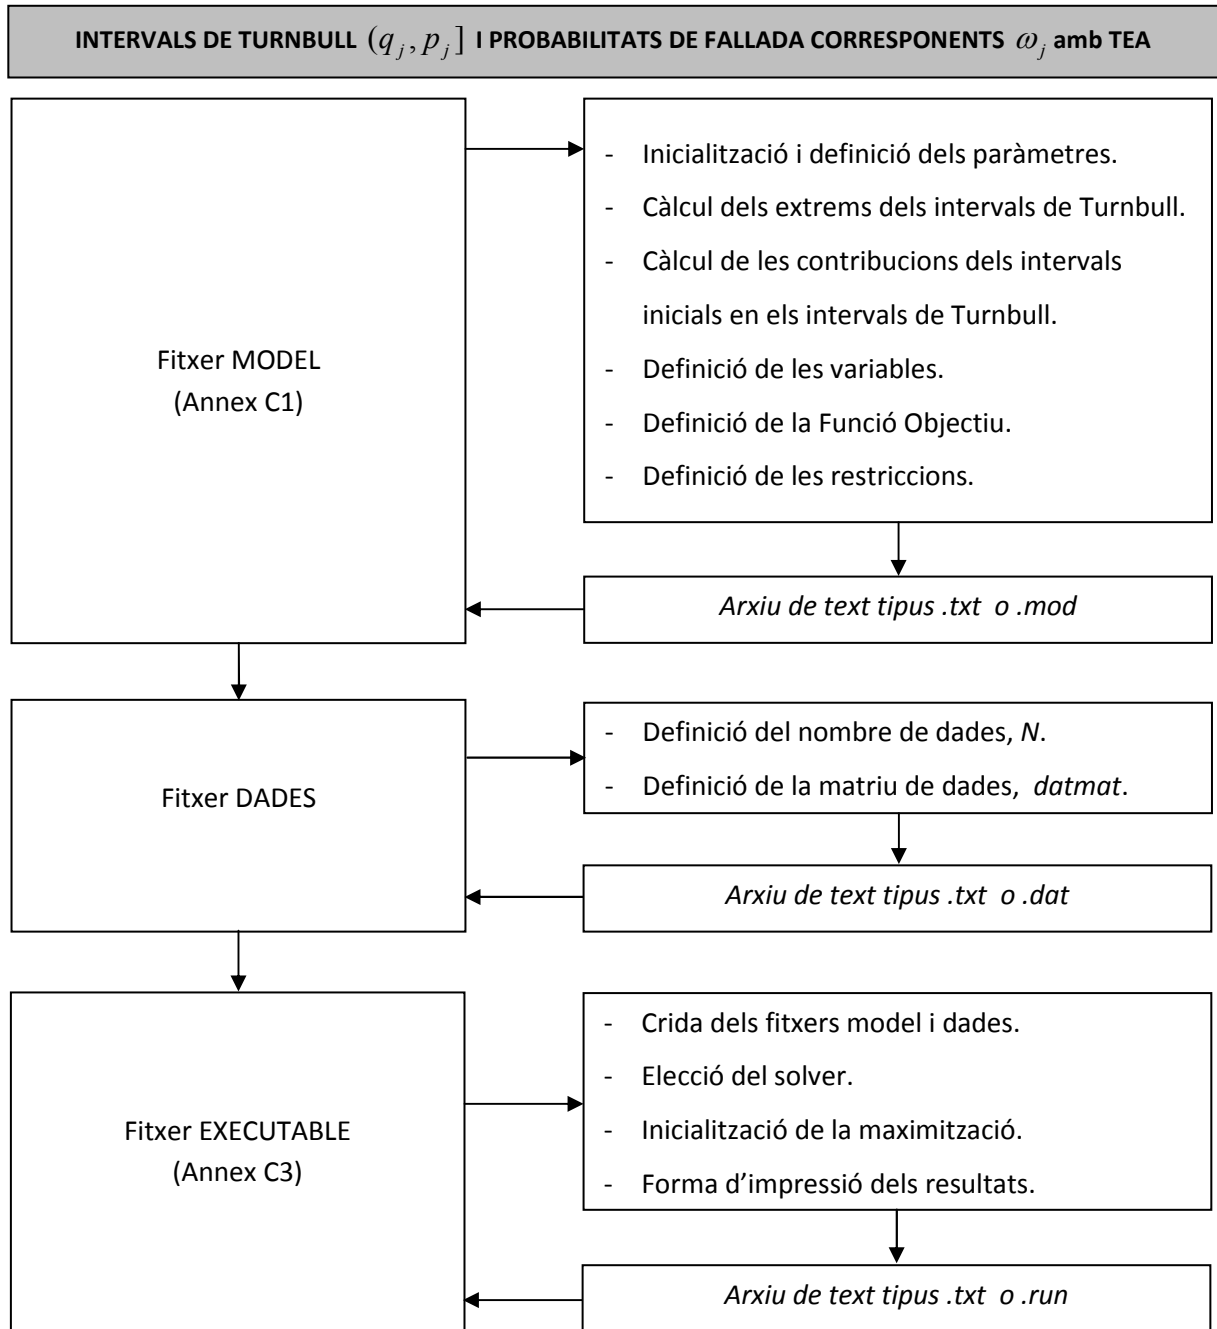 INTERVALS DE TURNBULL (q_j, p_j] I PROBABILITATS DE FALLADA CORRESPONENTS ω_j amb TEA
Fitxer MODEL
(Annex C1)
- Inicialització i definició dels paràmetres.
- Càlcul dels extrems dels intervals de Turnbull.
- Càlcul de les contribucions dels intervals
inicials en els intervals de Turnbull.
- Definició de les variables.
- Definició de la Funció Objectiu.
- Definició de les restriccions.
Arxiu de text tipus .txt o .mod
Fitxer DADES
- Definició del nombre de dades, N.
- Definició de la matriu de dades, datmat.
Arxiu de text tipus .txt o .dat
Fitxer EXECUTABLE
(Annex C3)
- Crida dels fitxers model i dades.
- Elecció del solver.
- Inicialització de la maximització.
- Forma d’impressió dels resultats.
Arxiu de text tipus .txt o .run